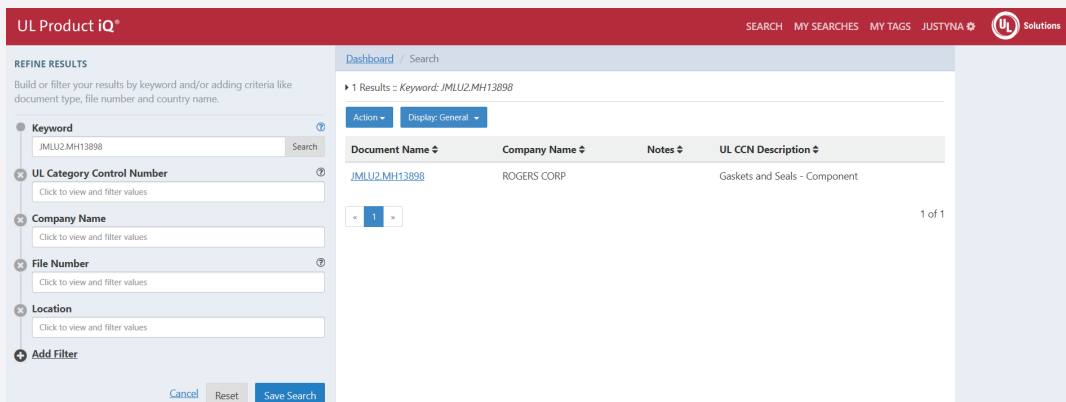 UL Product iQ®
SEARCH MY SEARCHES MY TAGS JUSTYNA
UL Solutions
REFINE RESULTS
Build or filter your results by keyword and/or adding criteria like
document type, file number and country name.
Keyword
JMLU2.MH13898 Search
UL Category Control Number
Click to view and filter values
Company Name
Click to view and filter values
File Number
Click to view and filter values
Location
Click to view and filter values
Add Filter
Cancel Reset Save Search
Dashboard / Search
1 Results :: Keyword: JMLU2.MH13898
Action Display: General
Document Name Company Name Notes UL CCN Description
JMLU2.MH13898 ROGERS CORP Gaskets and Seals - Component
« 1 » 1 of 1